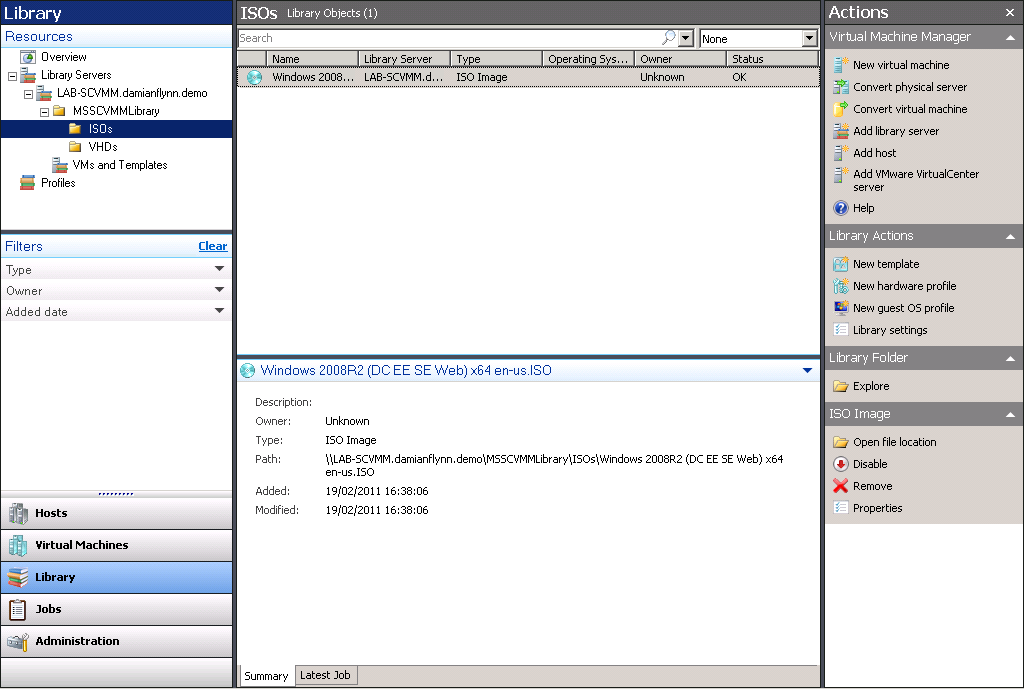 Library
Resources
Overview
Library Servers
LAB-SCVMM.damianflynn.demo
MSSCVMMLibrary
ISOs
VHDs
VMs and Templates
Profiles
Filters Clear
Type
Owner
Added date
Hosts
Virtual Machines
Library
Jobs
Administration
ISOs Library Objects (1)
Search None
Name Library Server Type Operating Sys... Owner Status
Windows 2008... LAB-SCVMM.d... ISO Image Unknown OK
Windows 2008R2 (DC EE SE Web) x64 en-us.ISO
Description:
Owner: Unknown
Type: ISO Image
Path: \\LAB-SCVMM.damianflynn.demo\MSSCVMMLibrary\ISOs\Windows 2008R2 (DC EE SE Web) x64
en-us.ISO
Added: 19/02/2011 16:38:06
Modified: 19/02/2011 16:38:06
Summary Latest Job
Actions
Virtual Machine Manager
New virtual machine
Convert physical server
Convert virtual machine
Add library server
Add host
Add VMware VirtualCenter
server
Help
Library Actions
New template
New hardware profile
New guest OS profile
Library settings
Library Folder
Explore
ISO Image
Open file location
Disable
Remove
Properties